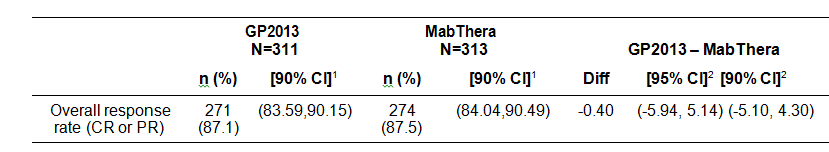 GP2013 MabThera
N=311 N=313 GP2013 – MabThera
n (%) [90% CI]1 n (%) [90% CI]1 Diff [95% CI]2 [90% CI]2
Overall response 271 (83.59,90.15) 274 (84.04,90.49) -0.40 (-5.94, 5.14) (-5.10, 4.30)
rate (CR or PR) (87.1) (87.5)